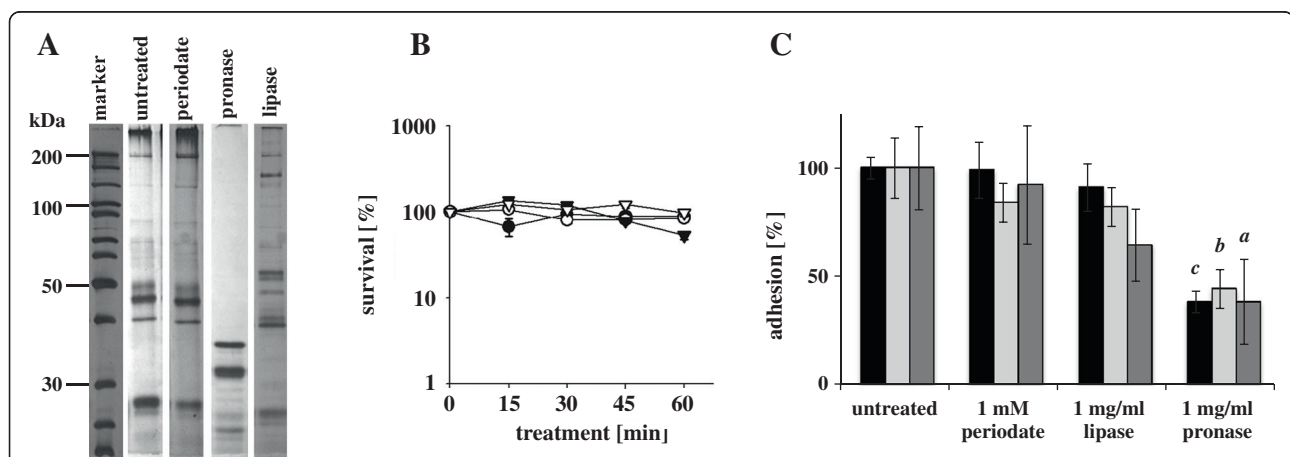 A
marker
untreated
periodate
pronase
lipase
kDa
200
100
50
30
B
1000
100
10
1
survival [%]
0 15 30 45 60
treatment [min]
C
100
50
0
adhesion [%]
c b a
untreated
1 mM
periodate
1 mg/ml
lipase
1 mg/ml
pronase